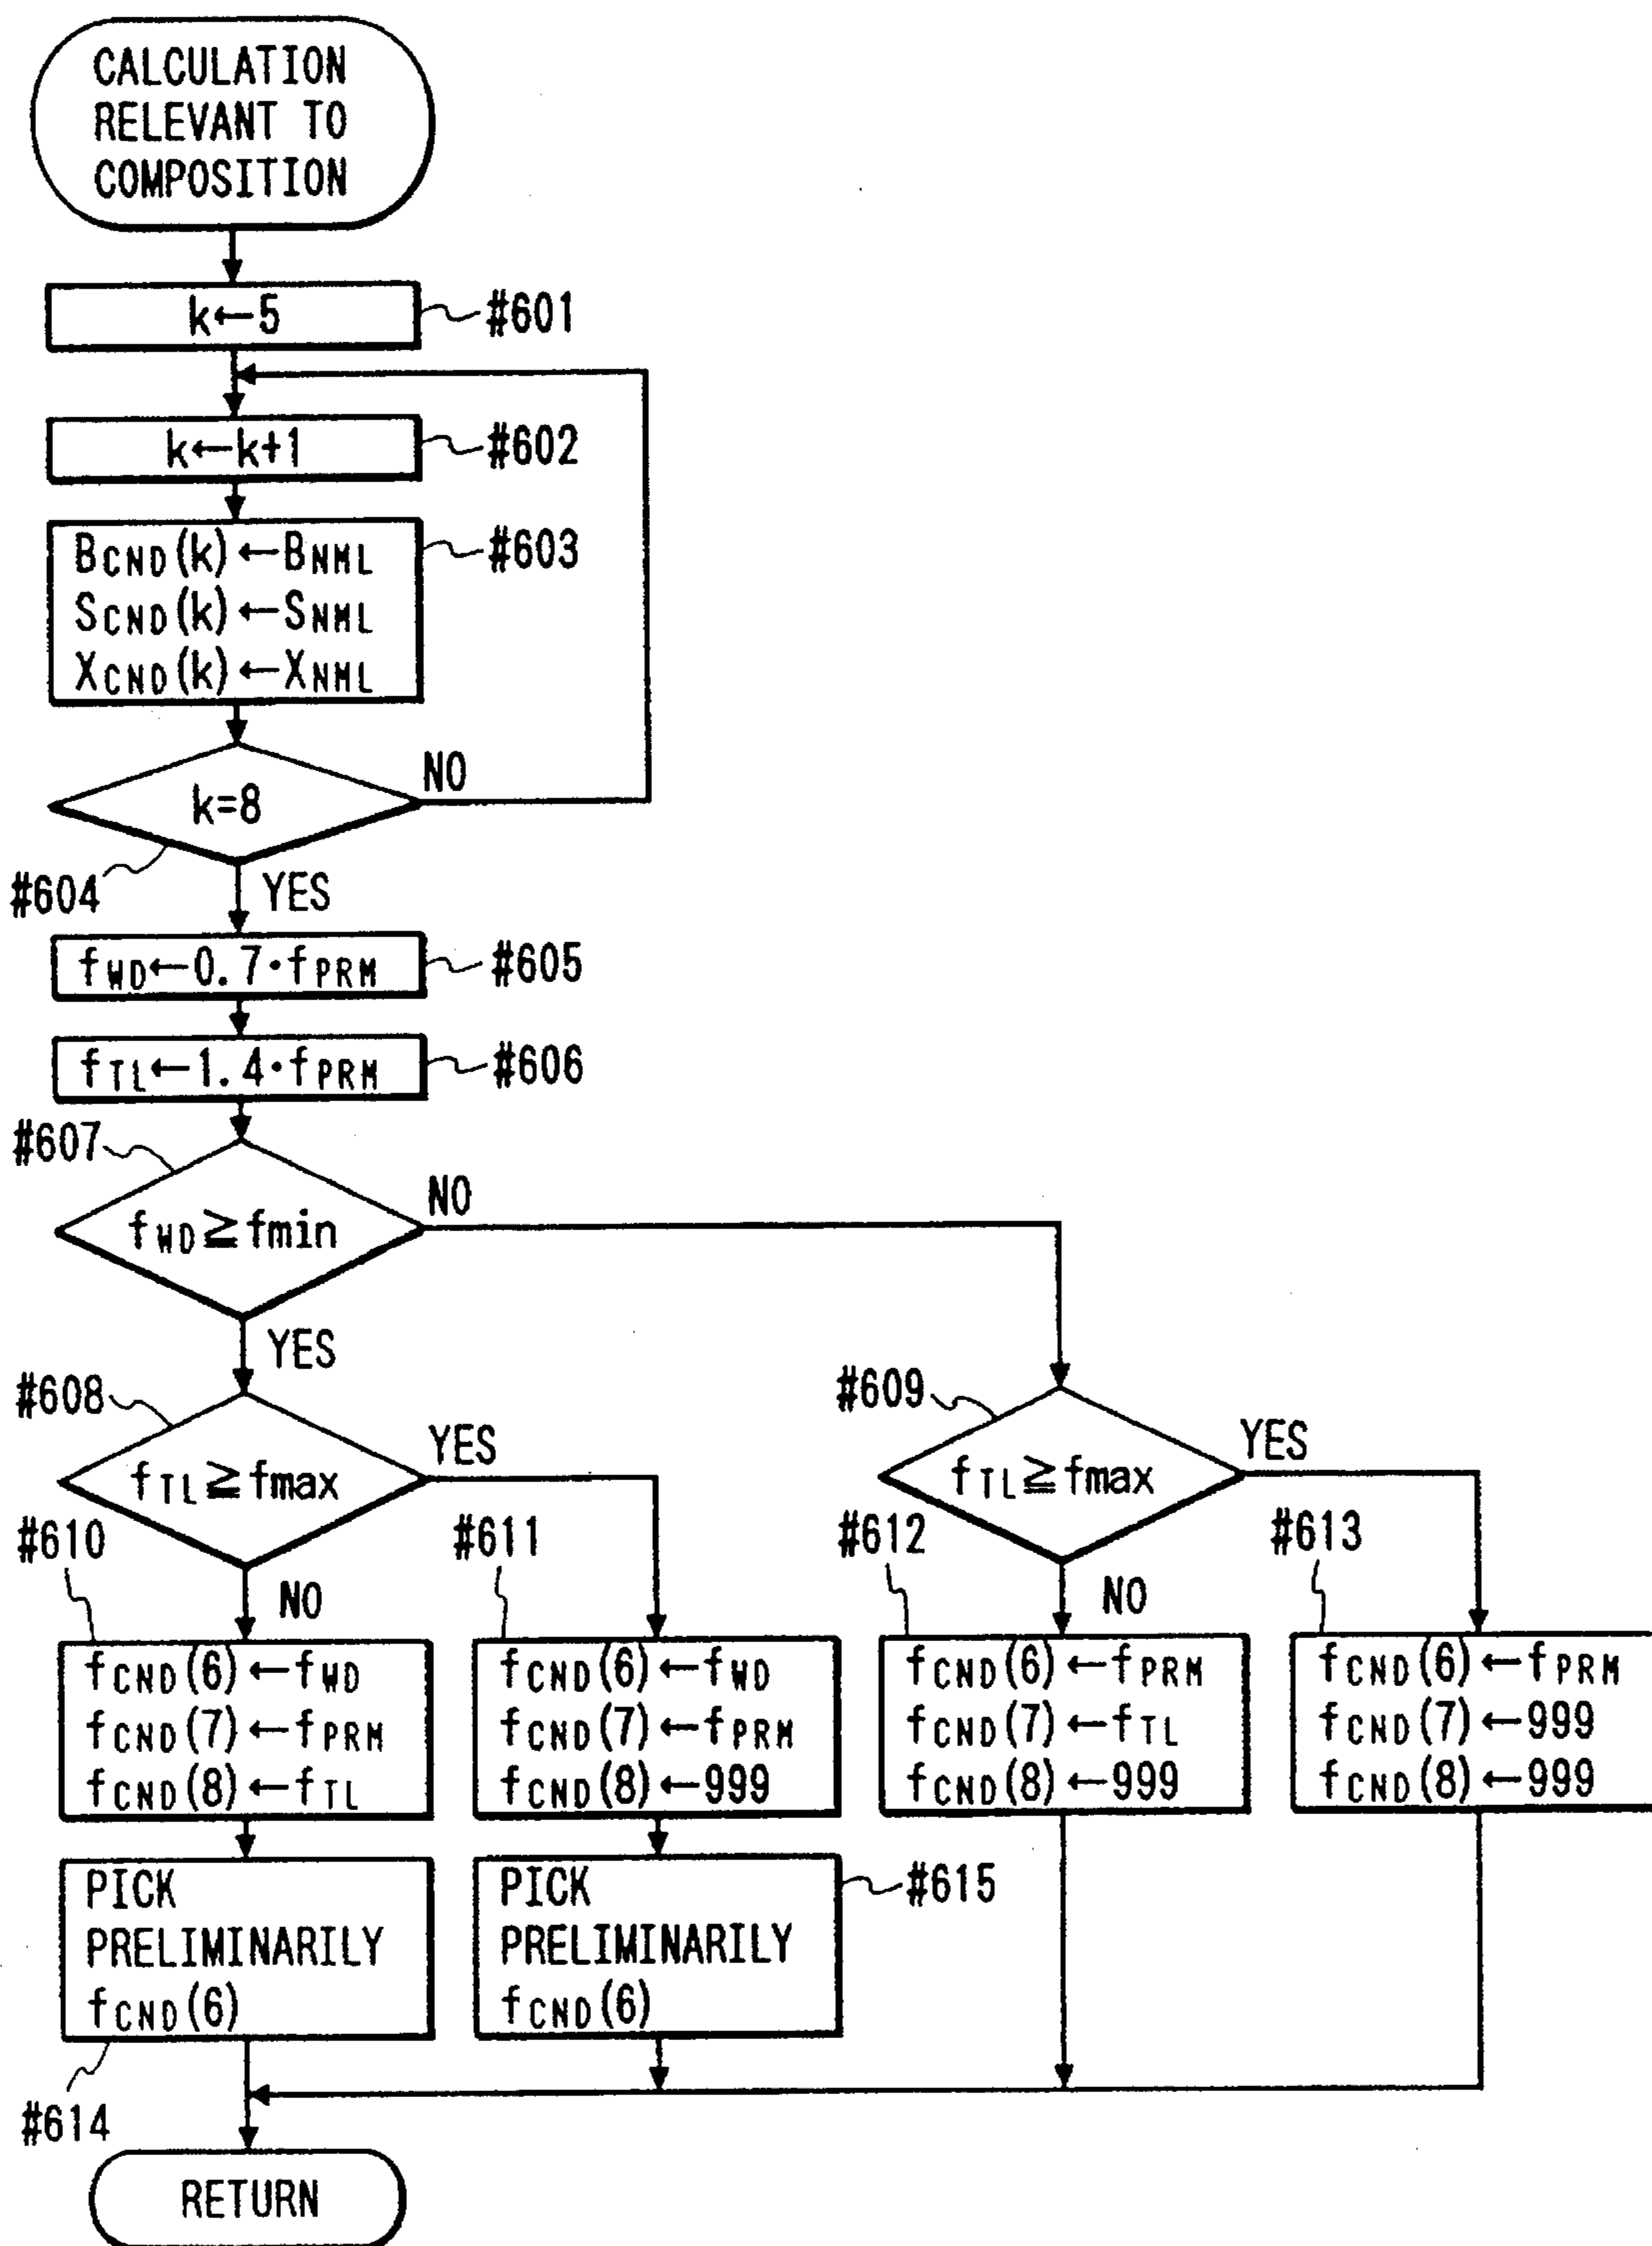 CALCULATION
RELEVANT TO
COMPOSITION
k←5
#601
k←k+1
#602
BCND(k)←BNML
SCND(k)←SNML
XCND(k)←XNML
#603
k=8
NO
#604
YES
fWD←0.7·fPRM
#605
fTL←1.4·fPRM
#606
#607
fWD≧fmin
NO
YES
#608
fTL≧fmax
YES
#609
fTL≧fmax
YES
#610
NO
#611
#612
NO
#613
fCND(6)←fWD
fCND(7)←fPRM
fCND(8)←fTL
fCND(6)←fWD
fCND(7)←fPRM
fCND(8)←999
fCND(6)←fPRM
fCND(7)←fTL
fCND(8)←999
fCND(6)←fPRM
fCND(7)←999
fCND(8)←999
PICK
PRELIMINARILY
fCND(6)
#614
PICK
PRELIMINARILY
fCND(6)
#615
RETURN